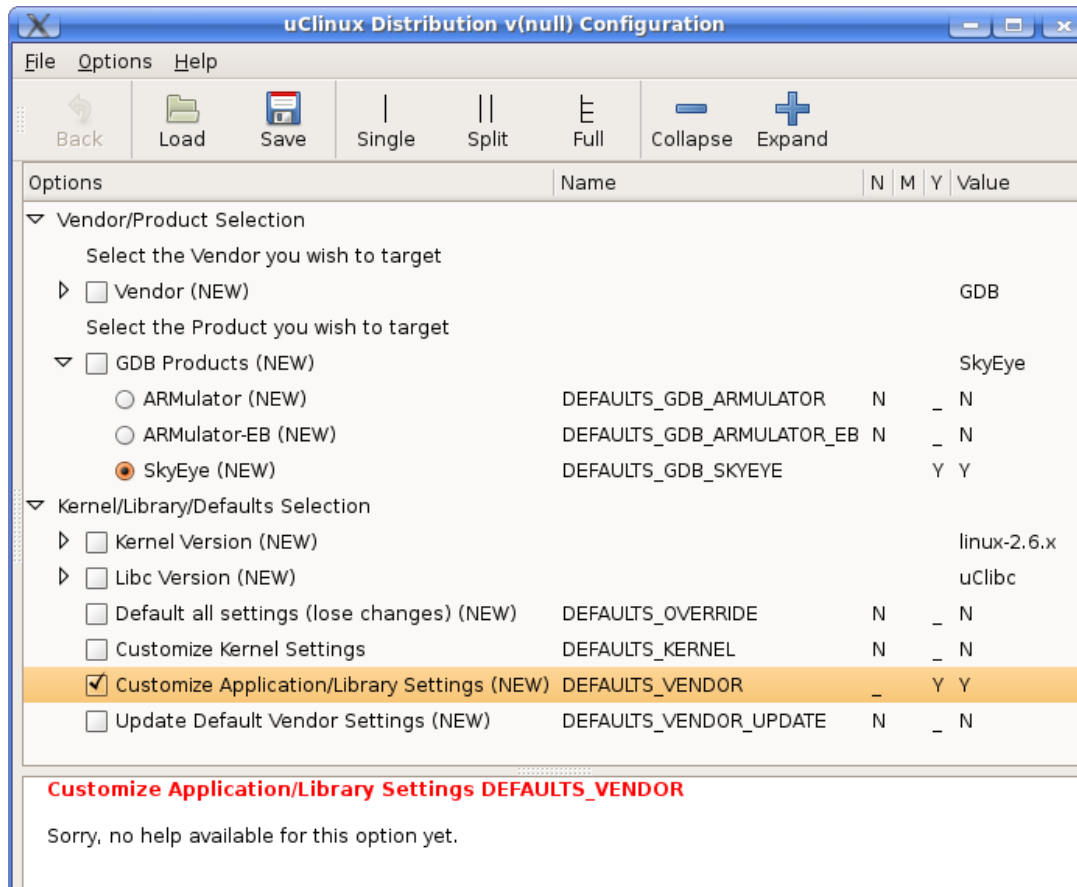 uClinux Distribution v(null) Configuration
File Options Help
Back Load Save Single Split Full Collapse Expand
Options Name N M Y Value
Vendor/Product Selection
Select the Vendor you wish to target
Vendor (NEW) GDB
Select the Product you wish to target
GDB Products (NEW) SkyEye
ARMulator (NEW) DEFAULTS_GDB_ARMULATOR N _ N
ARMulator-EB (NEW) DEFAULTS_GDB_ARMULATOR_EB N _ N
SkyEye (NEW) DEFAULTS_GDB_SKYEYE Y Y
Kernel/Library/Defaults Selection
Kernel Version (NEW) linux-2.6.x
Libc Version (NEW) uClibc
Default all settings (lose changes) (NEW) DEFAULTS_OVERRIDE N _ N
Customize Kernel Settings DEFAULTS_KERNEL N _ N
Customize Application/Library Settings (NEW) DEFAULTS_VENDOR _ Y Y
Update Default Vendor Settings (NEW) DEFAULTS_VENDOR_UPDATE N _ N
Customize Application/Library Settings DEFAULTS_VENDOR
Sorry, no help available for this option yet.